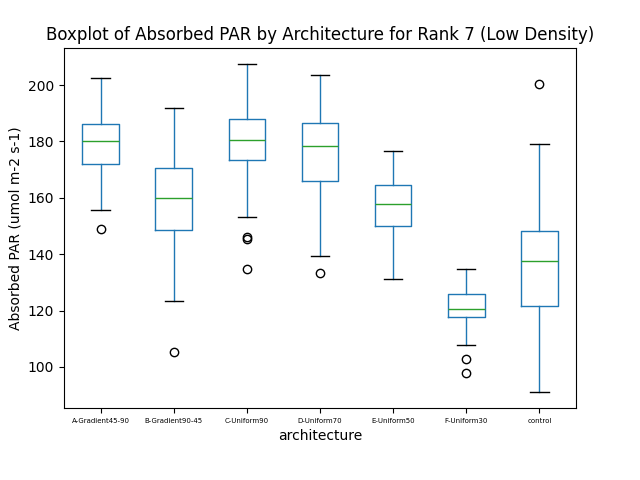 Boxplot of Absorbed PAR by Architecture for Rank 7 (Low Density)
Absorbed PAR (umol m-2 s-1)
200
180
160
140
120
100
A-Gradient45-90 B-Gradient90-45 C-Uniform90 D-Uniform70 E-Uniform50 F-Uniform30 control
architecture